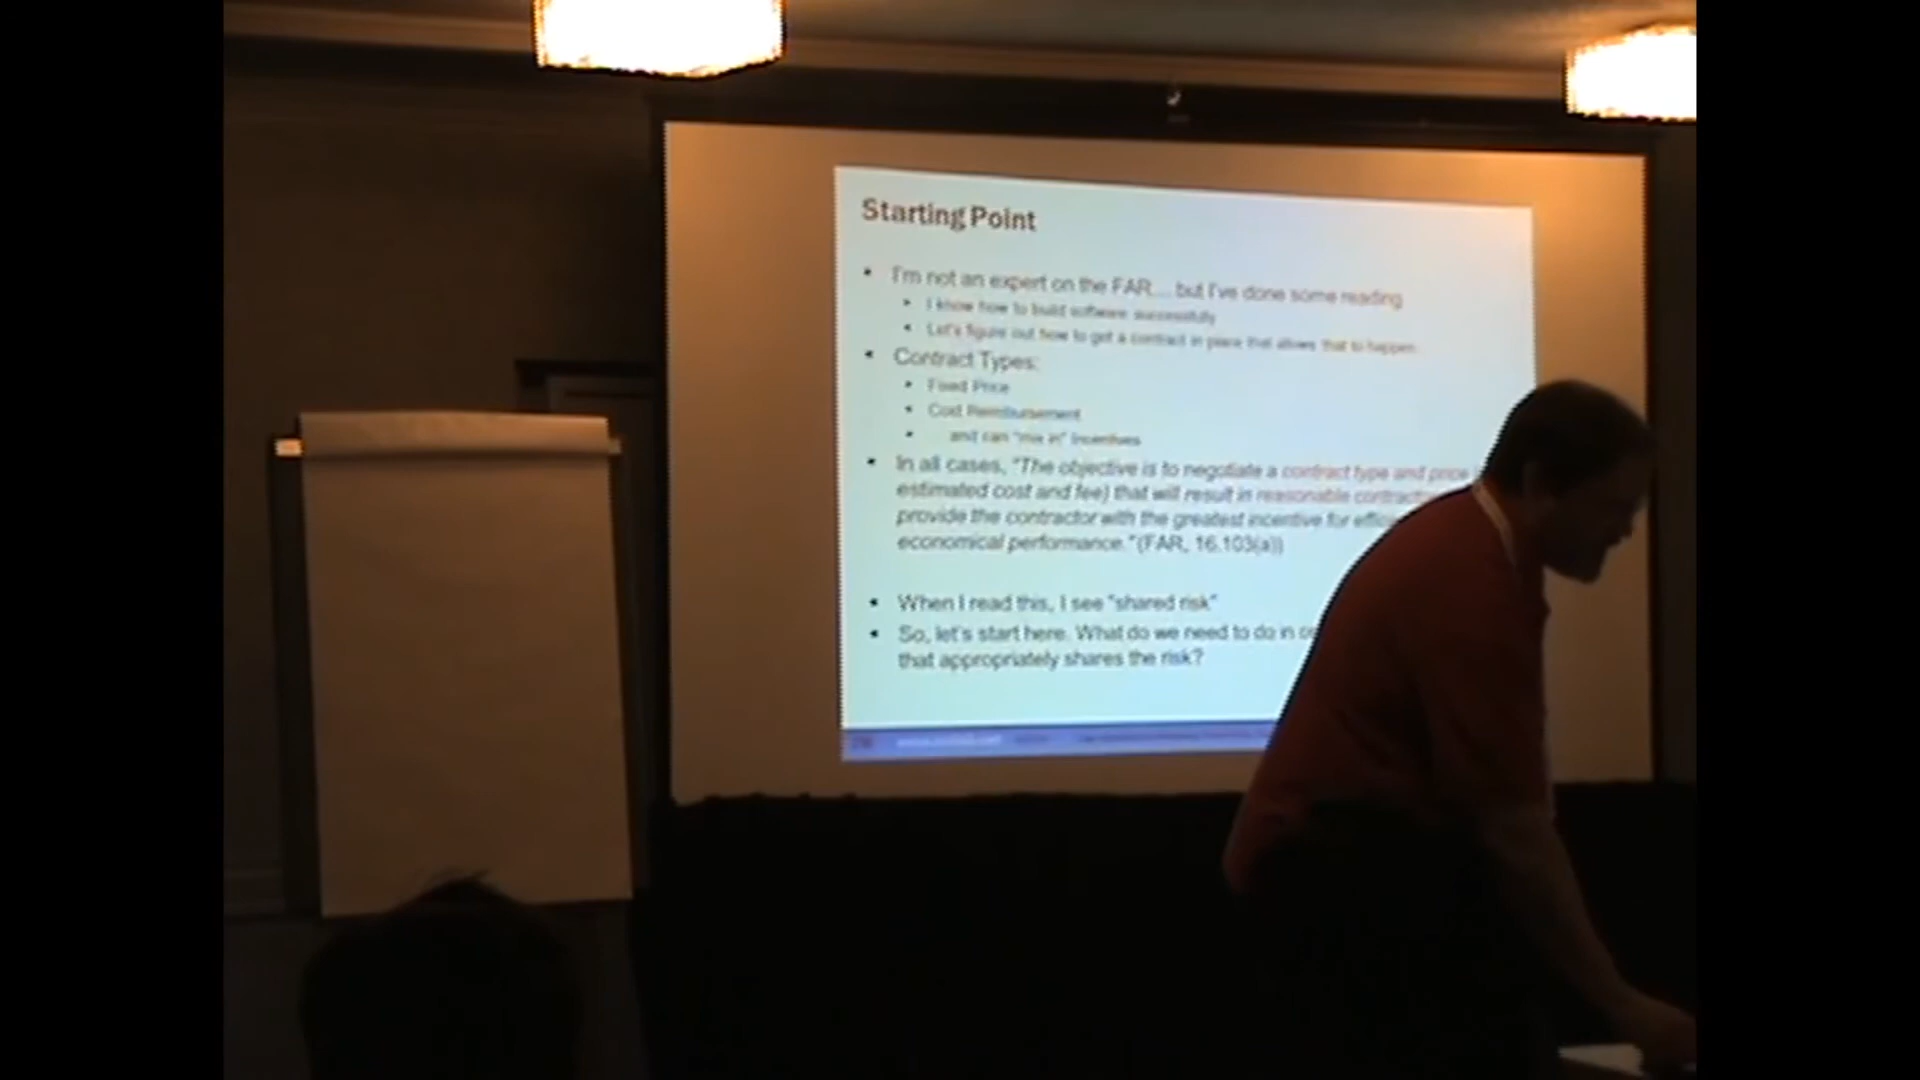 Starting Point
• I'm not an expert on the FAR... but I've done some reading
• I know how to build software successfully
• Let's figure out how to get a contract in place that allows that to happen
• Contract Types:
• Fixed Price
• Cost Reimbursement
• and can "mix in" Incentives
• In all cases, "The objective is to negotiate a contract type and price
estimated cost and fee) that will result in reasonable contractor
provide the contractor with the greatest incentive for
economical performance." (FAR, 16.103(a))
• When I read this, I see "shared risk"
• So, let's start here. What do we need to do in
that appropriately shares the risk?